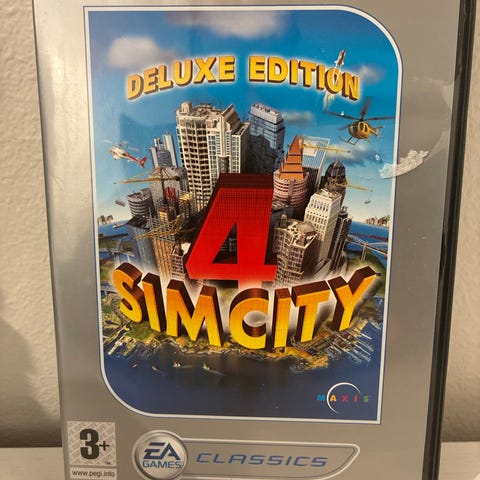 DELUXE EDITION
4
SIMCITY
MAXIS
3+
www.pegi.info
EA
GAMES
CLASSICS